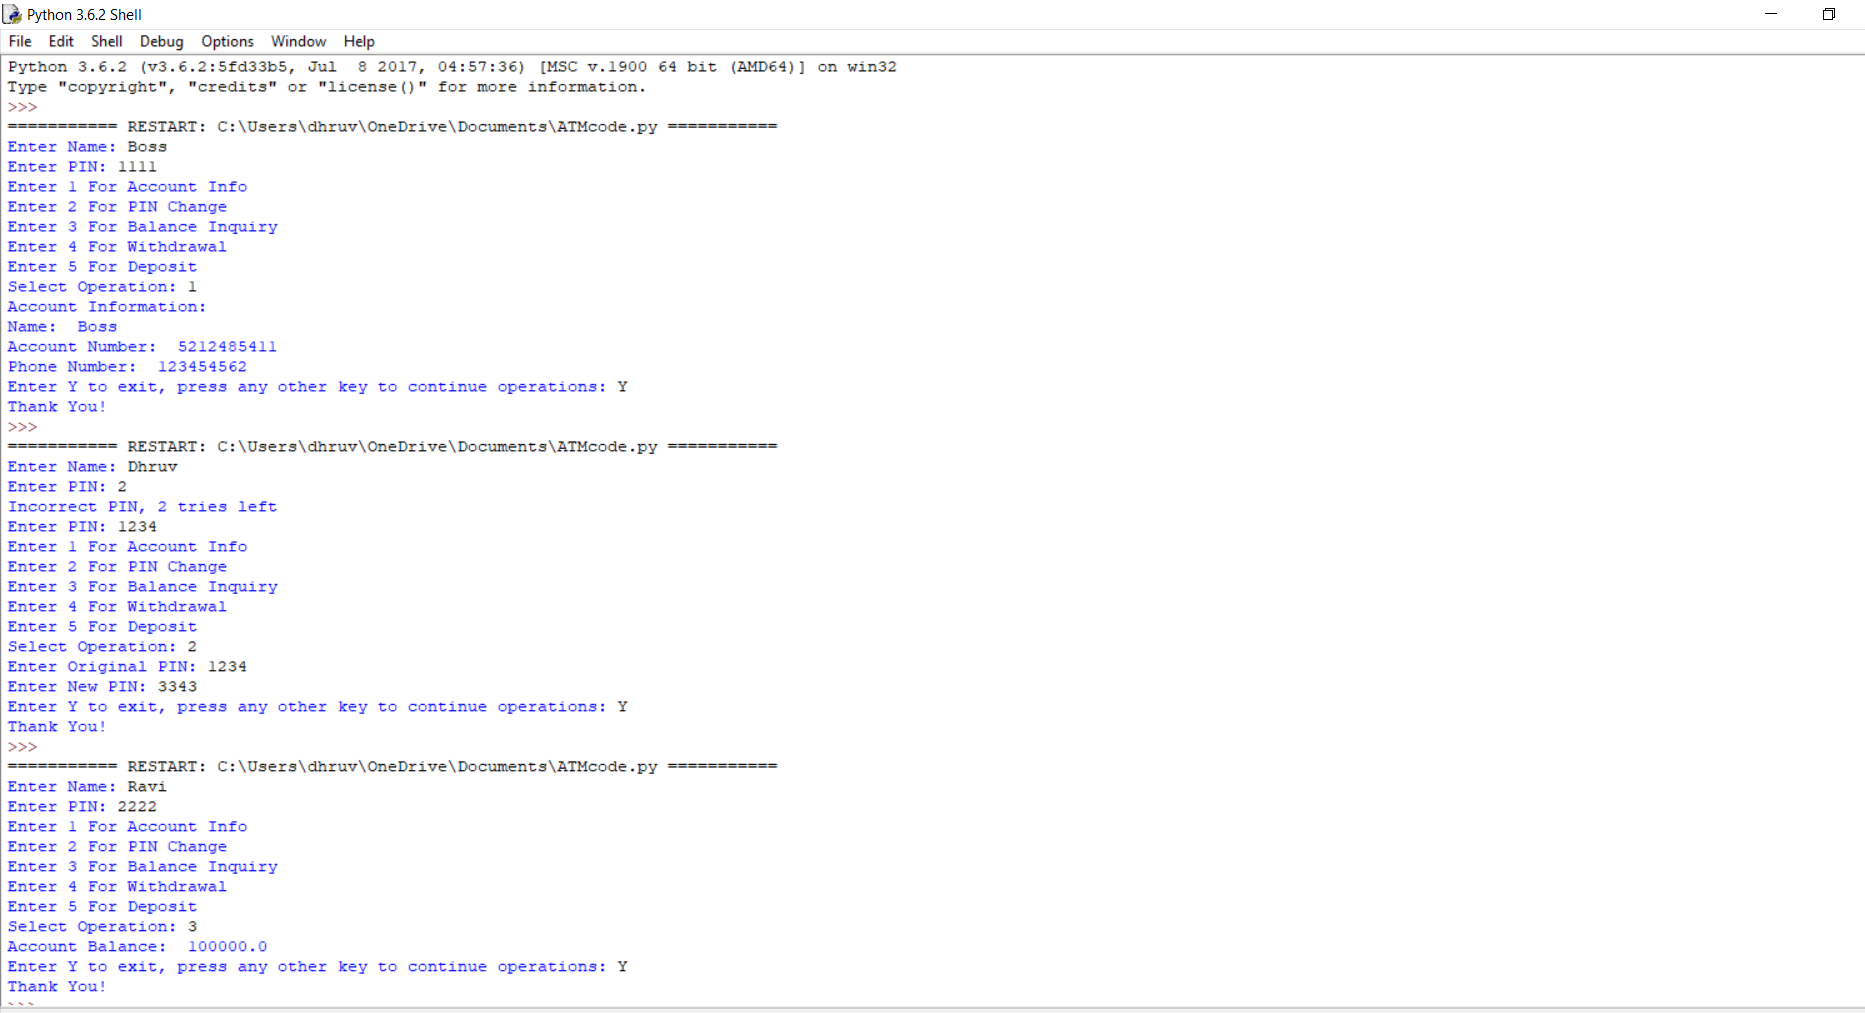 Python 3.6.2 Shell
File Edit Shell Debug Options Window Help
Python 3.6.2 (v3.6.2:5fd33b5, Jul  8 2017, 04:57:36) [MSC v.1900 64 bit (AMD64)] on win32
Type "copyright", "credits" or "license()" for more information.
>>>
=========== RESTART: C:\Users\dhruv\OneDrive\Documents\ATMcode.py ===========
Enter Name: Boss
Enter PIN: 1111
Enter 1 For Account Info
Enter 2 For PIN Change
Enter 3 For Balance Inquiry
Enter 4 For Withdrawal
Enter 5 For Deposit
Select Operation: 1
Account Information:
Name:  Boss
Account Number:  5212485411
Phone Number:  123454562
Enter Y to exit, press any other key to continue operations: Y
Thank You!
>>>
=========== RESTART: C:\Users\dhruv\OneDrive\Documents\ATMcode.py ===========
Enter Name: Dhruv
Enter PIN: 2
Incorrect PIN, 2 tries left
Enter PIN: 1234
Enter 1 For Account Info
Enter 2 For PIN Change
Enter 3 For Balance Inquiry
Enter 4 For Withdrawal
Enter 5 For Deposit
Select Operation: 2
Enter Original PIN: 1234
Enter New PIN: 3343
Enter Y to exit, press any other key to continue operations: Y
Thank You!
>>>
=========== RESTART: C:\Users\dhruv\OneDrive\Documents\ATMcode.py ===========
Enter Name: Ravi
Enter PIN: 2222
Enter 1 For Account Info
Enter 2 For PIN Change
Enter 3 For Balance Inquiry
Enter 4 For Withdrawal
Enter 5 For Deposit
Select Operation: 3
Account Balance:  100000.0
Enter Y to exit, press any other key to continue operations: Y
Thank You!
>>>